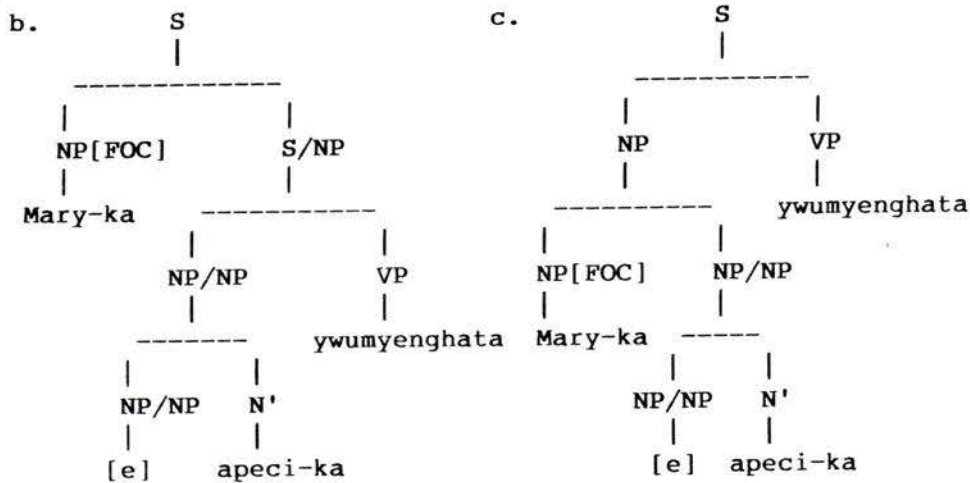 b. S c. S
NP[FOC] S/NP NP VP
Mary-ka ywumyenghata
NP/NP VP NP[FOC] NP/NP
ywumyenghata Mary-ka
NP/NP N' NP/NP N'
[e] apeci-ka [e] apeci-ka